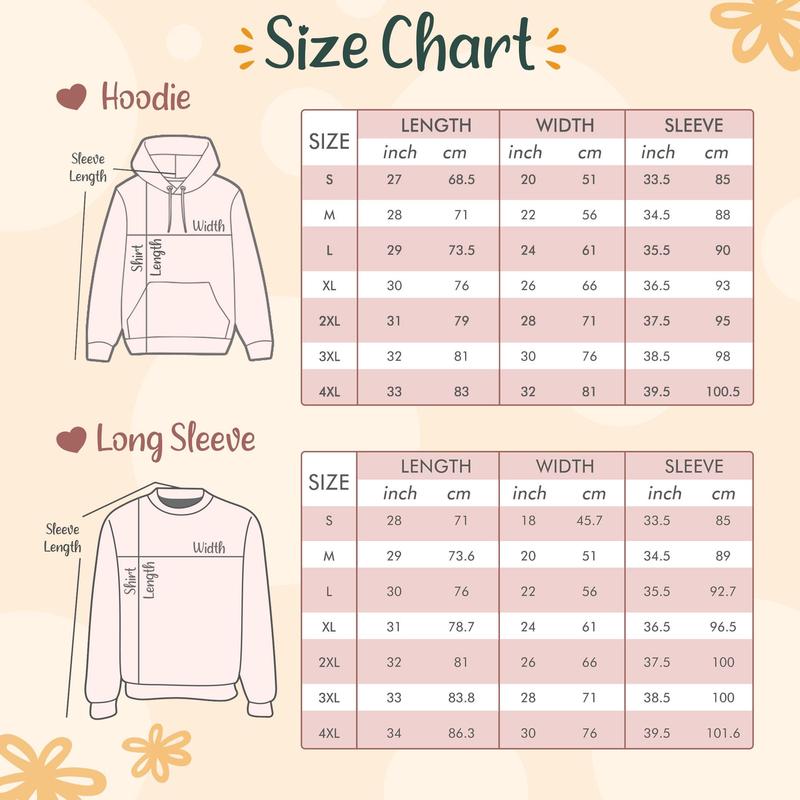 Size Chart
Hoodie
Sleeve
Length
Width
Shirt
Length
SIZE LENGTH WIDTH SLEEVE
inch cm inch cm inch cm
S 27 68.5 20 51 33.5 85
M 28 71 22 56 34.5 88
L 29 73.5 24 61 35.5 90
XL 30 76 26 66 36.5 93
2XL 31 79 28 71 37.5 95
3XL 32 81 30 76 38.5 98
4XL 33 83 32 81 39.5 100.5
Long Sleeve
Sleeve
Length
Width
Shirt
Length
SIZE LENGTH WIDTH SLEEVE
inch cm inch cm inch cm
S 28 71 18 45.7 33.5 85
M 29 73.6 20 51 34.5 89
L 30 76 22 56 35.5 92.7
XL 31 78.7 24 61 36.5 96.5
2XL 32 81 26 66 37.5 100
3XL 33 83.8 28 71 38.5 100
4XL 34 86.3 30 76 39.5 101.6